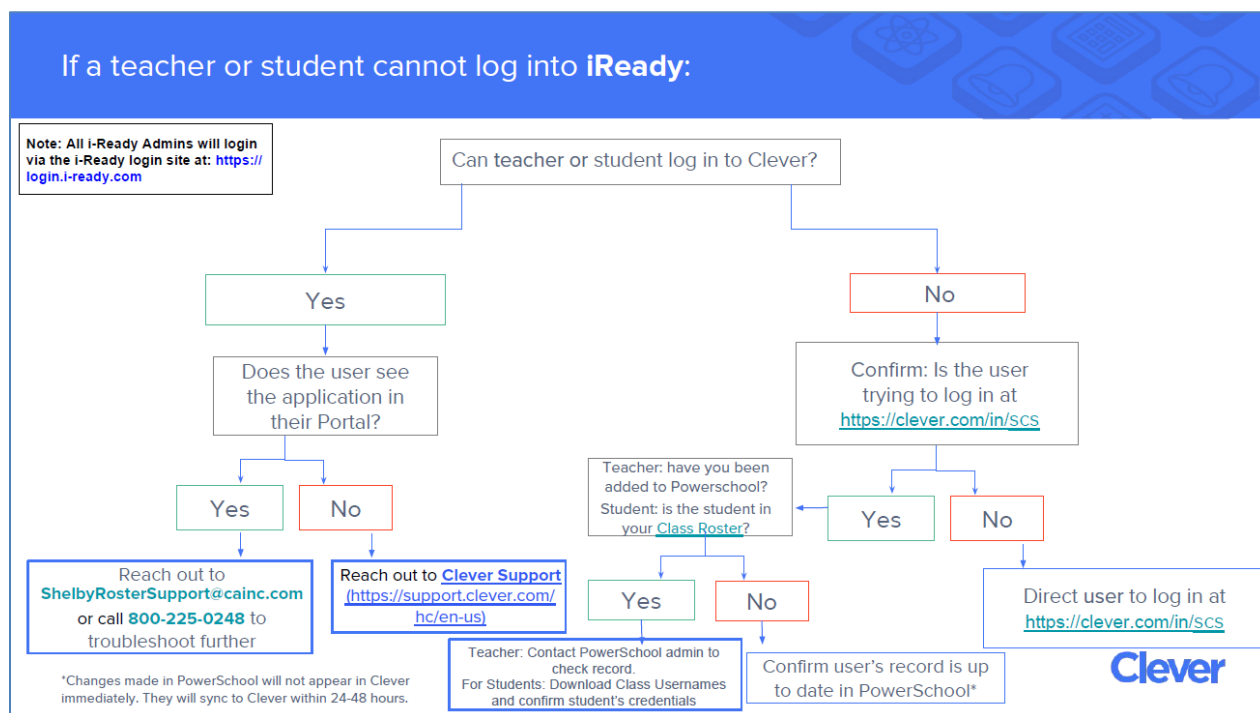 If a teacher or student cannot log into iReady:
Note: All i-Ready Admins will login
via the i-Ready login site at: https://
login.i-ready.com
Can teacher or student log in to Clever?
Yes
No
Does the user see
the application in
their Portal?
Confirm: Is the user
trying to log in at
https://clever.com/in/scs
Yes
No
Teacher: have you been
added to Powerschool?
Student: is the student in
your Class Roster?
Yes
No
Reach out to
ShelbyRosterSupport@cainc.com
or call 800-225-0248 to
troubleshoot further
Reach out to Clever Support
(https://support.clever.com/
hc/en-us)
Yes
No
Direct user to log in at
https://clever.com/in/scs
Teacher: Contact PowerSchool admin to
check record.
For Students: Download Class Usernames
and confirm student's credentials
Confirm user's record is up
to date in PowerSchool*
*Changes made in PowerSchool will not appear in Clever
immediately. They will sync to Clever within 24-48 hours.
Clever